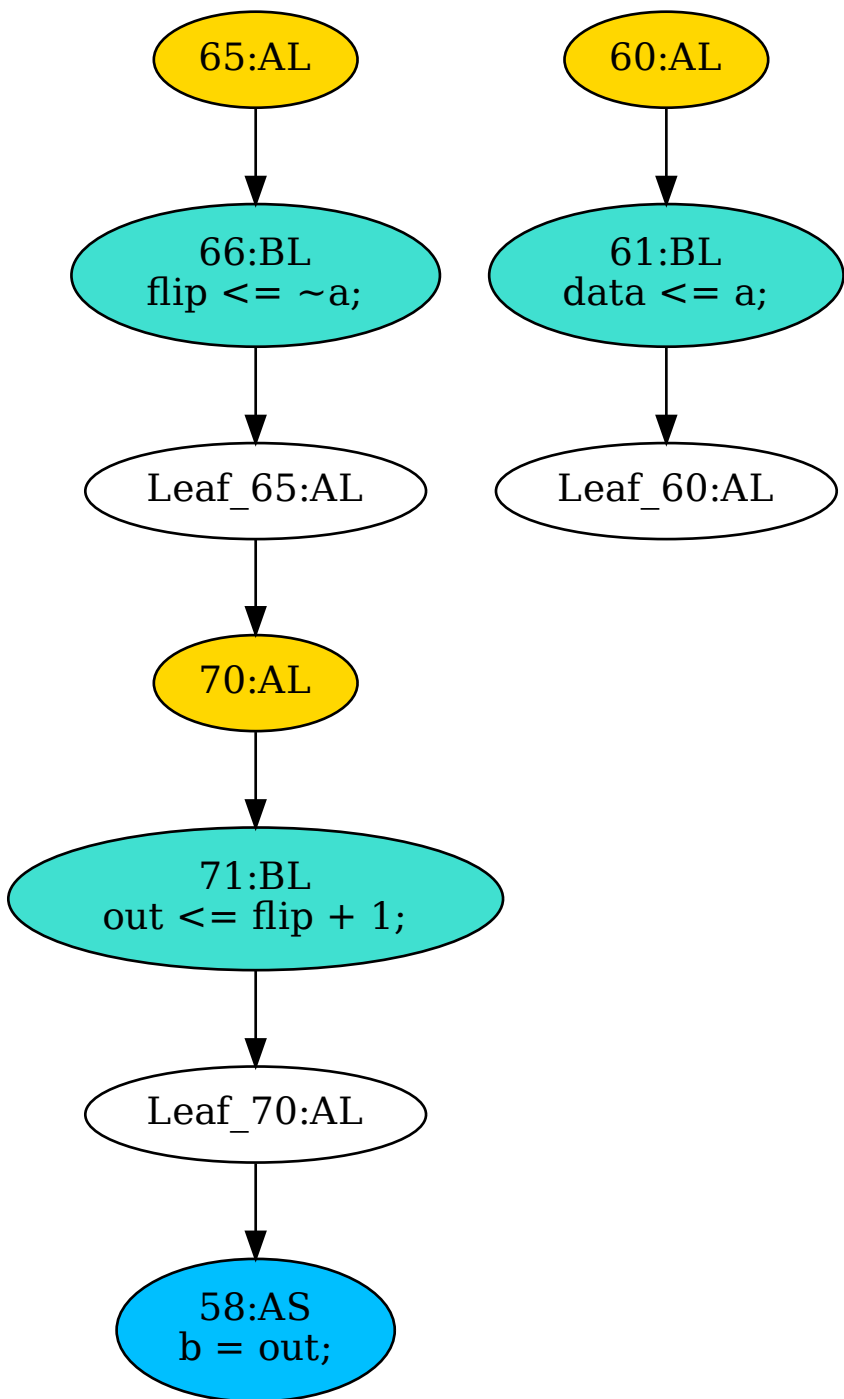 65:AL
60:AL
66:BL
flip <= ~a;
61:BL
data <= a;
Leaf_65:AL
Leaf_60:AL
70:AL
71:BL
out <= flip + 1;
Leaf_70:AL
58:AS
b = out;